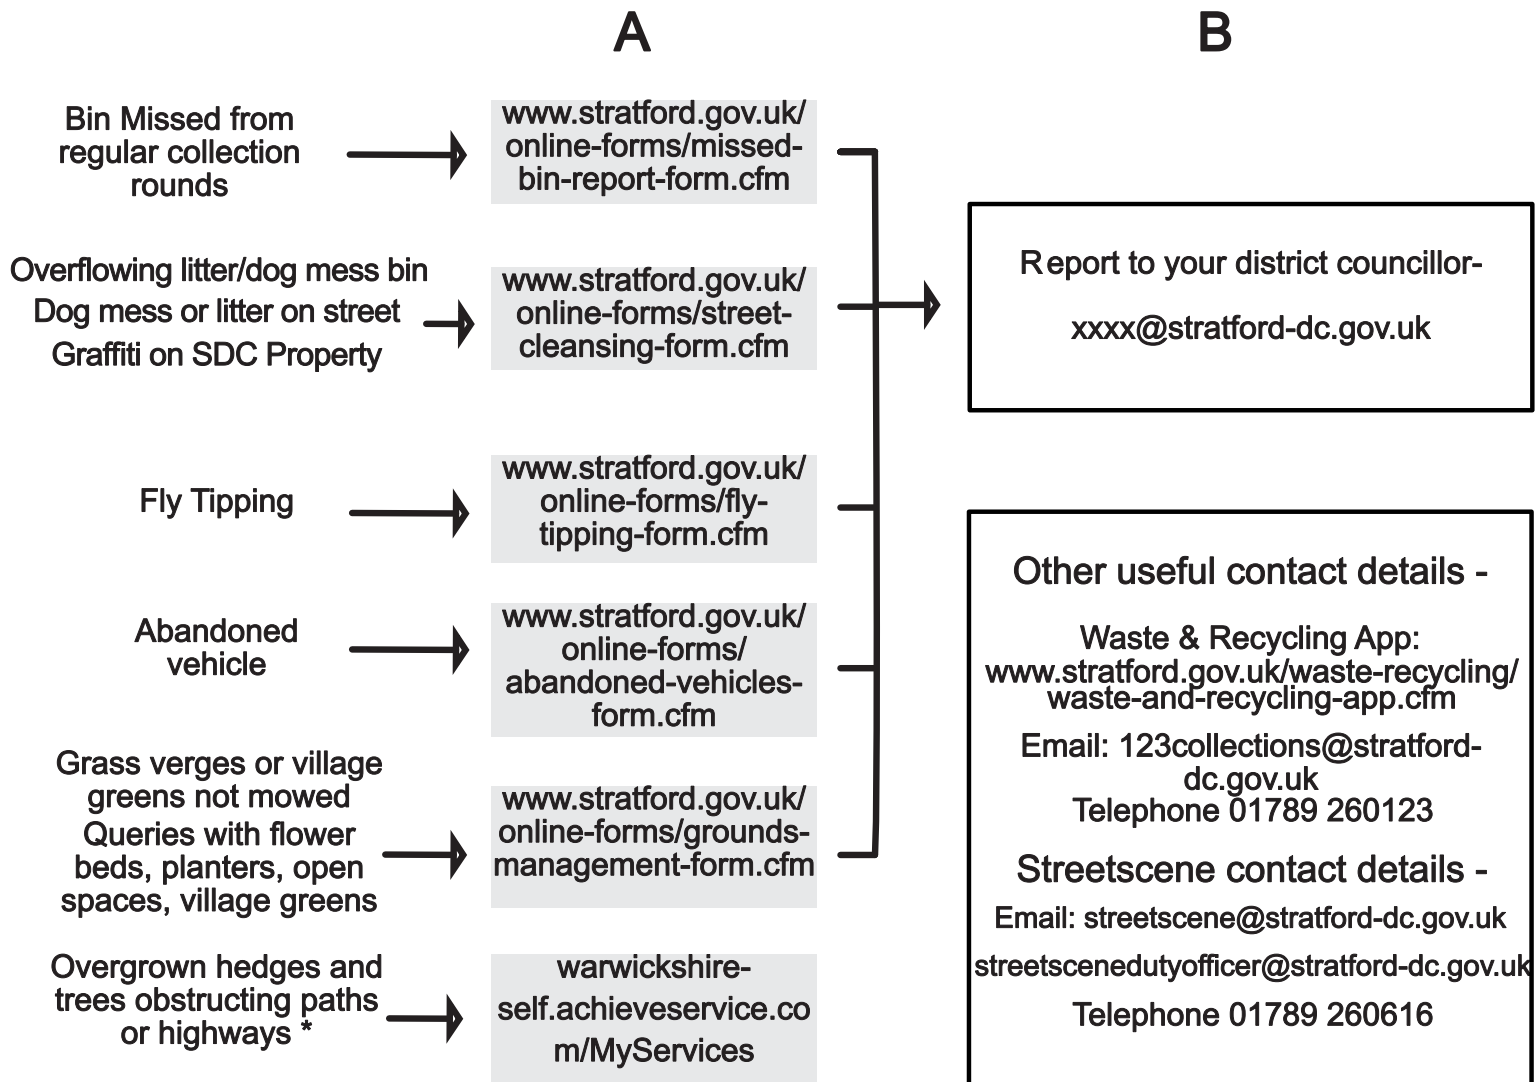 A
B
Bin Missed from
regular collection
rounds
www.stratford.gov.uk/
online-forms/missed-
bin-report-form.cfm
Overflowing litter/dog mess bin
Dog mess or litter on street
Graffiti on SDC Property
www.stratford.gov.uk/
online-forms/street-
cleansing-form.cfm
Fly Tipping
www.stratford.gov.uk/
online-forms/fly-
tipping-form.cfm
Abandoned
vehicle
www.stratford.gov.uk/
online-forms/
abandoned-vehicles-
form.cfm
Grass verges or village
greens not mowed
Queries with flower
beds, planters, open
spaces, village greens
www.stratford.gov.uk/
online-forms/grounds-
management-form.cfm
Overgrown hedges and
trees obstructing paths
or highways *
warwickshire-
self.achieveservice.co
m/MyServices
Report to your district councillor-
xxxx@stratford-dc.gov.uk
Other useful contact details -
Waste & Recycling App:
www.stratford.gov.uk/waste-recycling/
waste-and-recycling-app.cfm
Email: 123collections@stratford-
dc.gov.uk
Telephone 01789 260123
Streetscene contact details -
Email: streetscene@stratford-dc.gov.uk
streetscenedutyofficer@stratford-dc.gov.uk
Telephone 01789 260616